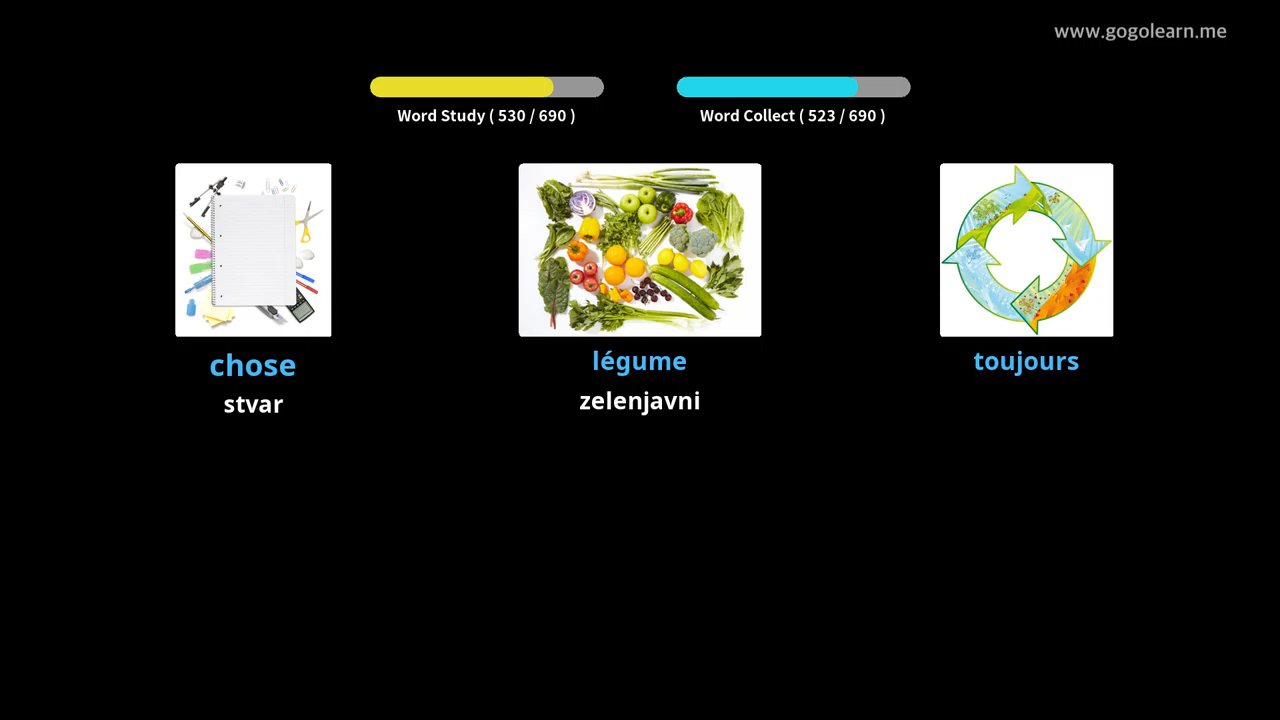 www.gogolearn.me
Word Study ( 530 / 690 )
Word Collect ( 523 / 690 )
chose
stvar
légume
zelenjavni
toujours